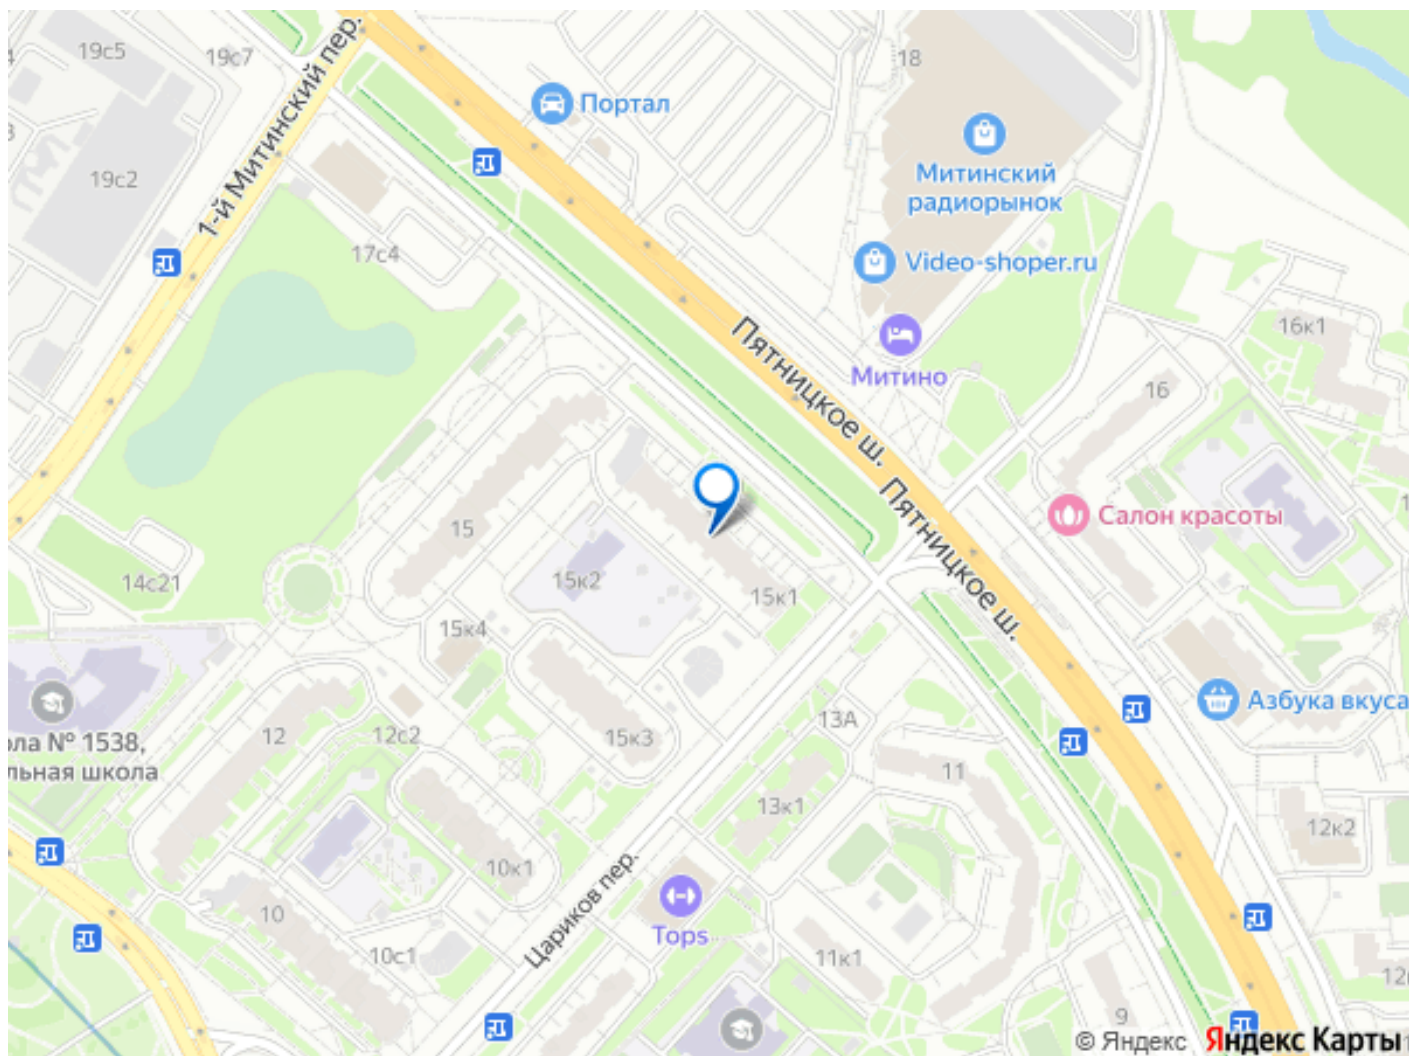 19с5
19с7
18
Портал
1-й Митинский пер.
Митинский
радиорынок
19с2
17с4
Video-shoper.ru
16к1
Пятницкое ш.
Митино
16
Пятницкое ш.
Салон красоты
15
15к2
14с21
15к1
15к4
Азбука вкуса
13А
ола № 1538,
льная школа
12
12с2
15к3
11
13к1
12к2
10к1
Цариков пер.
10
Tops
10с1
11к1
9
© Яндекс
Яндекс Карты